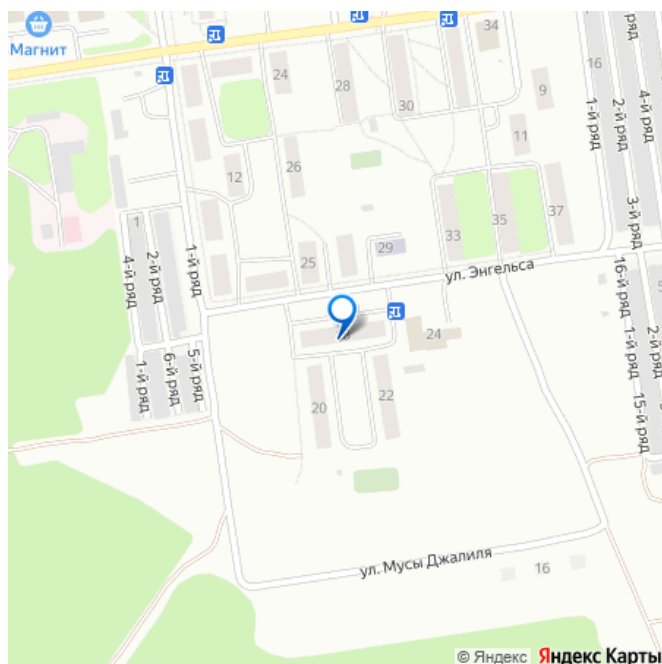 Магнит
34
24
28
30
16
9
1-й ряд
2-й ряд
4-й ряд
3-й ряд
11
12
26
1
2-й ряд
4-й ряд
1-й ряд
29
33
35
37
25
ул. Энгельса
16-й ряд
1-й ряд
2-й ряд
15-й ряд
24
1-й ряд
6-й ряд
5-й ряд
20
22
ул. Мусы Джалиля
16
© Яндекс Яндекс Карты